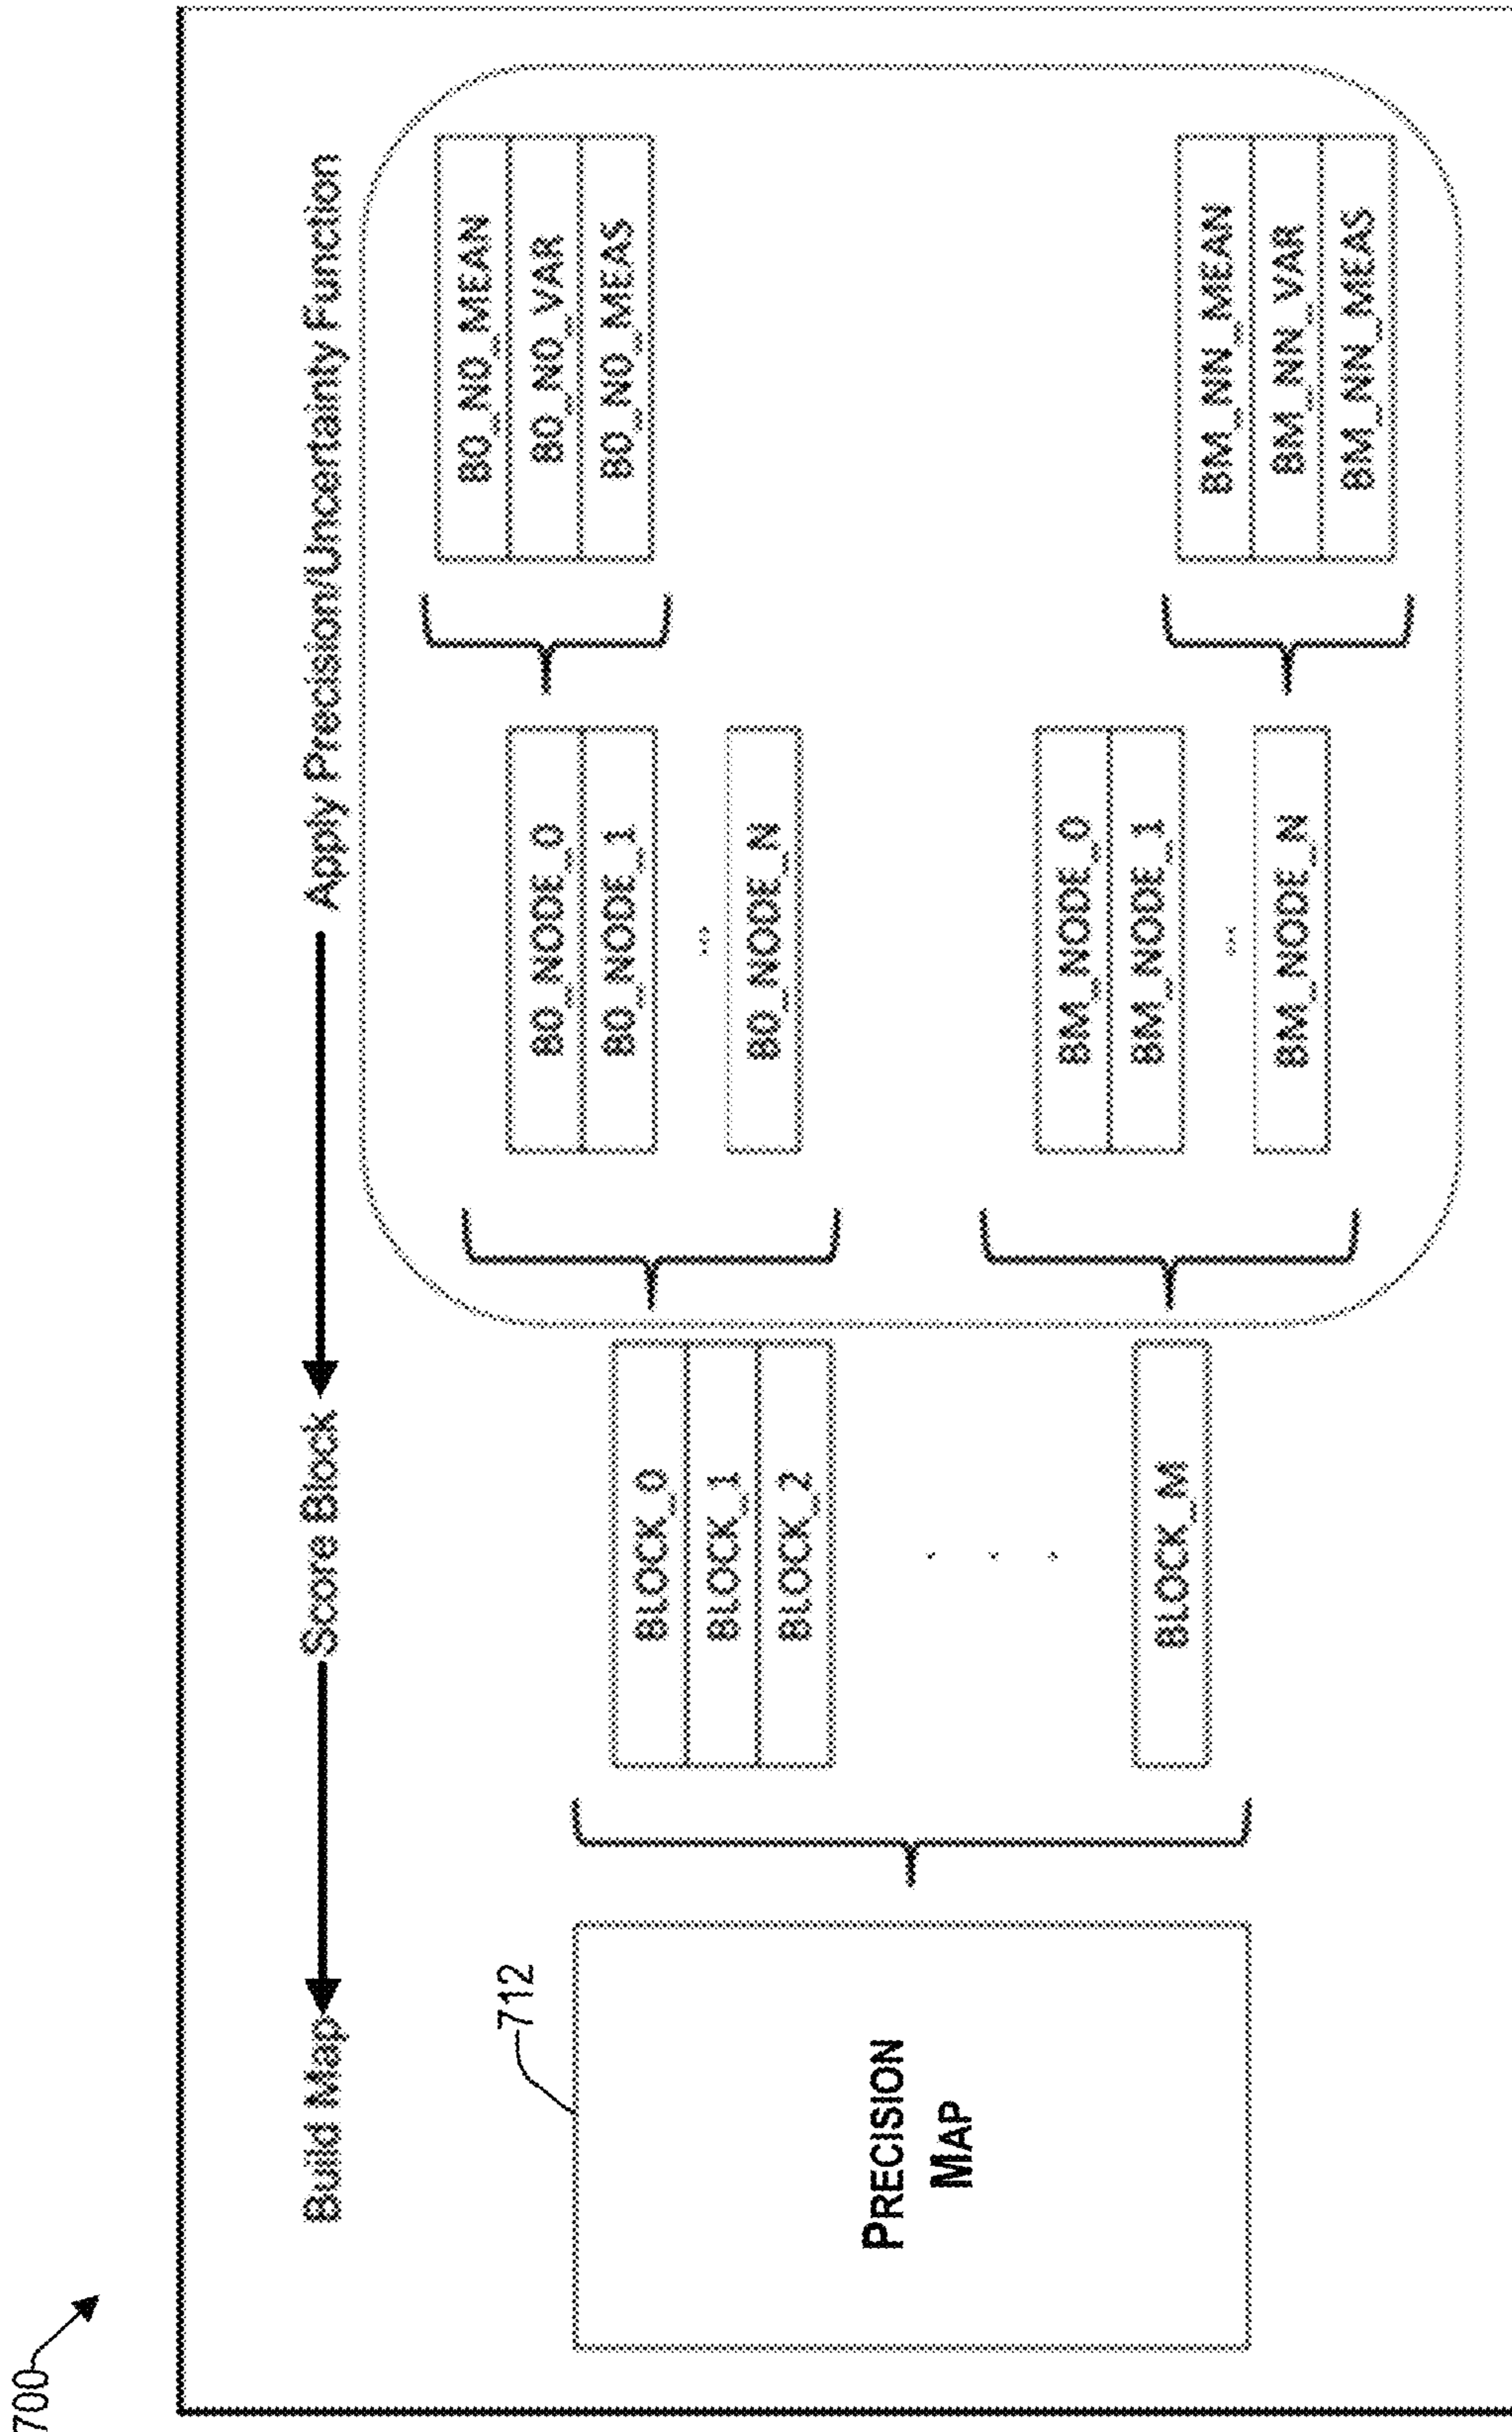 700
Build Map
Score Block
Apply Precision/Uncertainty Function
712
PRECISION
MAP
BLOCK_0
BLOCK_1
BLOCK_2
. . .
BLOCK_M
B0_NODE_0
B0_NODE_1
...
B0_NODE_N
BM_NODE_0
BM_NODE_1
...
BM_NODE_N
B0_N0_MEAN
B0_N0_VAR
B0_N0_MEAS
BM_NN_MEAN
BM_NN_VAR
BM_NN_MEAS